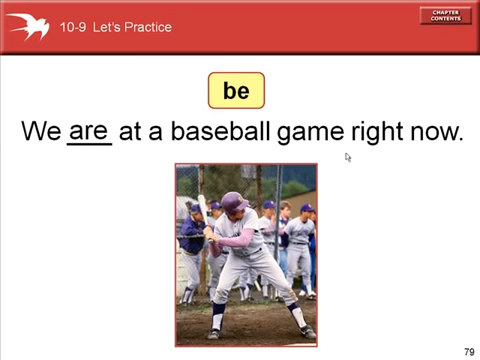 10-9 Let's Practice
CHAPTER
CONTENTS
be
We are at a baseball game right now.
79